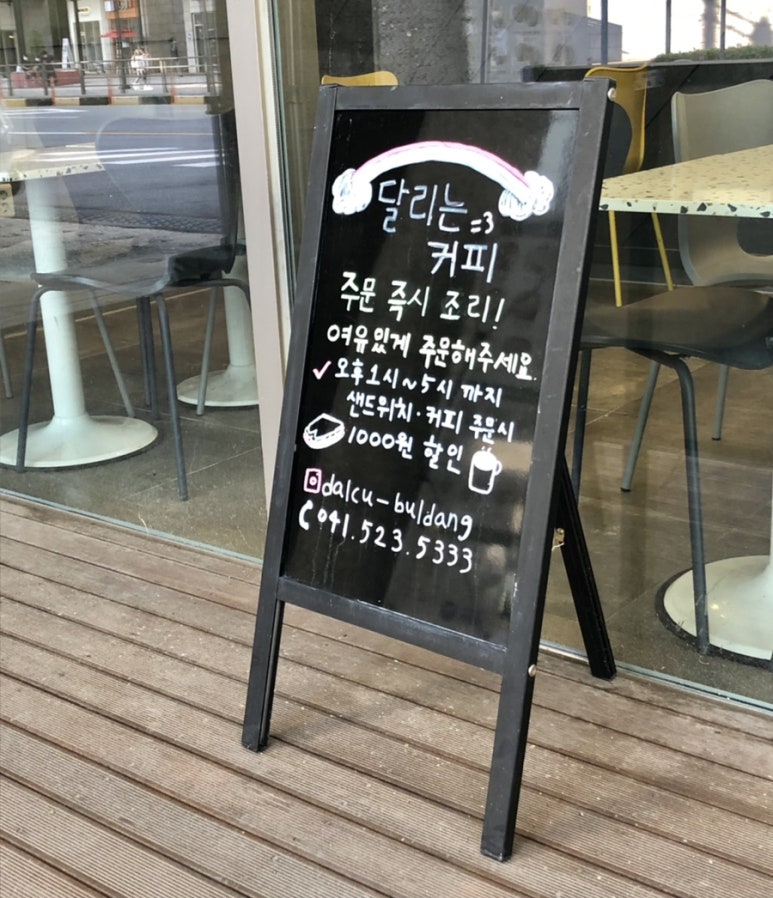 달리는 =3
커피
주문 즉시 조리!
여유있게 주문해주세요.
✓ 오후 1시~5시 까지
샌드위치·커피 주문시
1000원 할인
dalcu-buldang
041.523.5333